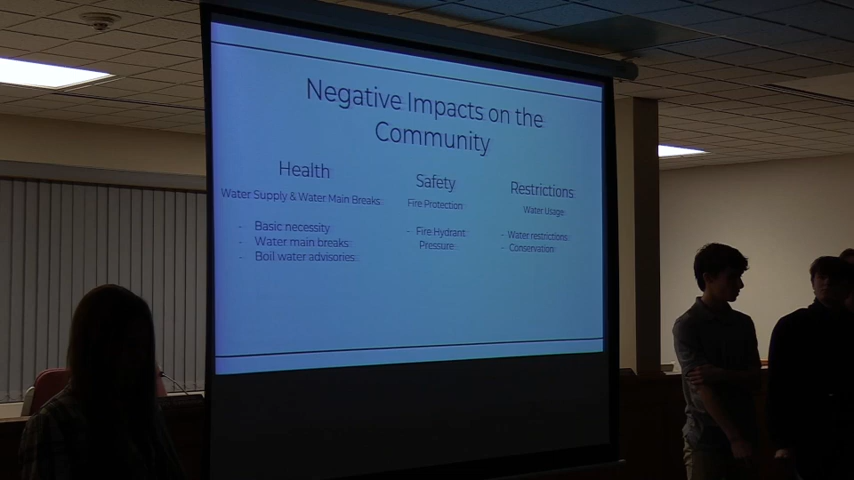 Negative Impacts on the
Community
Health
Water Supply & Water Main Breaks
- Basic necessity
- Water main breaks
- Boil water advisories
Safety
Fire Protection
- Fire Hydrant
Pressure
Restrictions
Water Usage
- Water restrictions
- Conservation